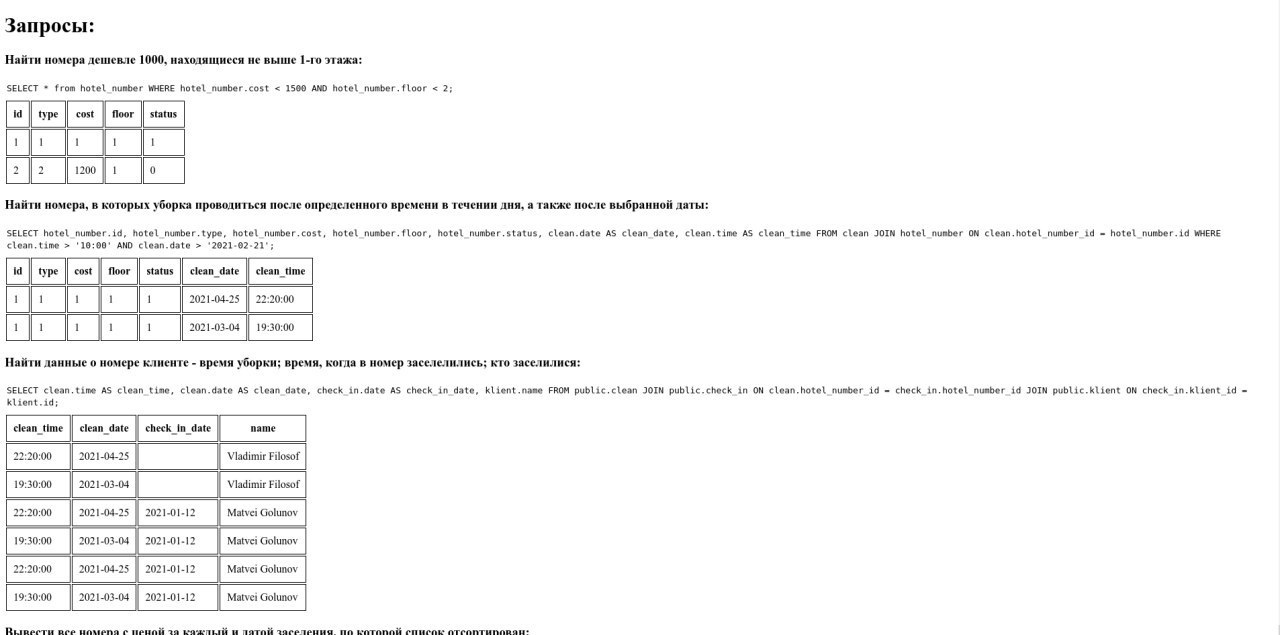 Запросы:
Найти номера дешевле 1000, находящиеся не выше 1-го этажа:
SELECT * from hotel_number WHERE hotel_number.cost < 1500 AND hotel_number.floor < 2;
id type cost floor status
1 1 1 1 1
2 2 1200 1 0
Найти номера, в которых уборка проводиться после определенного времени в течении дня, а также после выбранной даты:
SELECT hotel_number.id, hotel_number.type, hotel_number.cost, hotel_number.floor, hotel_number.status, clean.date AS clean_date, clean.time AS clean_time FROM clean JOIN hotel_number ON clean.hotel_number_id = hotel_number.id WHERE
clean.time > '10:00' AND clean.date > '2021-02-21';
id type cost floor status clean_date clean_time
1 1 1 1 1 2021-04-25 22:20:00
1 1 1 1 1 2021-03-04 19:30:00
Найти данные о номере клиенте - время уборки; время, когда в номер заселелились; кто заселилися:
SELECT clean.time AS clean_time, clean.date AS clean_date, check_in.date AS check_in_date, klient.name FROM public.clean JOIN public.check_in ON clean.hotel_number_id = check_in.hotel_number_id JOIN public.klient ON check_in.klient_id =
klient.id;
clean_time clean_date check_in_date name
22:20:00 2021-04-25 Vladimir Filosof
19:30:00 2021-03-04 Vladimir Filosof
22:20:00 2021-04-25 2021-01-12 Matvei Golunov
19:30:00 2021-03-04 2021-01-12 Matvei Golunov
22:20:00 2021-04-25 2021-01-12 Matvei Golunov
19:30:00 2021-03-04 2021-01-12 Matvei Golunov
Вывести все номера с ценой за каждый и датой заселения, по которой список отсортирован: